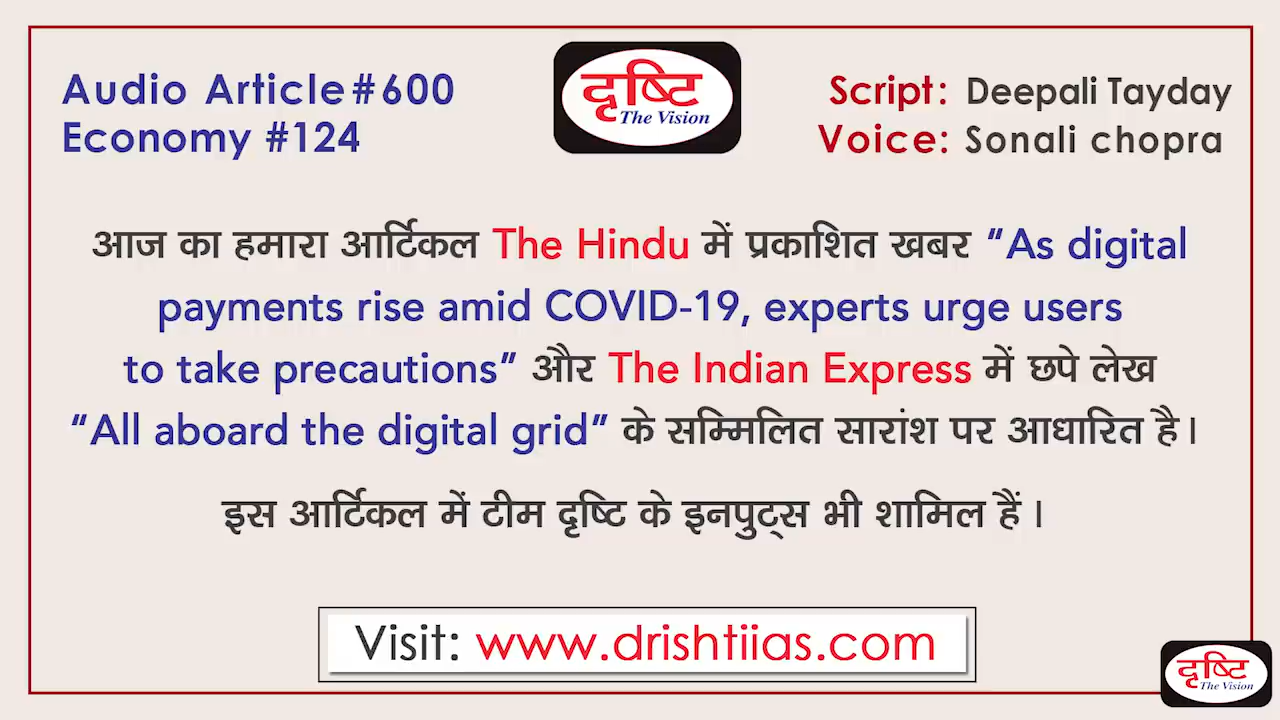 Audio Article#600
Economy #124
दृष्टि
The Vision
Script: Deepali Tayday
Voice: Sonali chopra
आज का हमारा आर्टिकल The Hindu में प्रकाशित खबर “As digital
payments rise amid COVID-19, experts urge users
to take precautions” और The Indian Express में छपे लेख
“All aboard the digital grid” के सम्मिलित सारांश पर आधारित है।
इस आर्टिकल में टीम दृष्टि के इनपुट्स भी शामिल हैं।
Visit: www.drishtiias.com
दृष्टि
The Vision